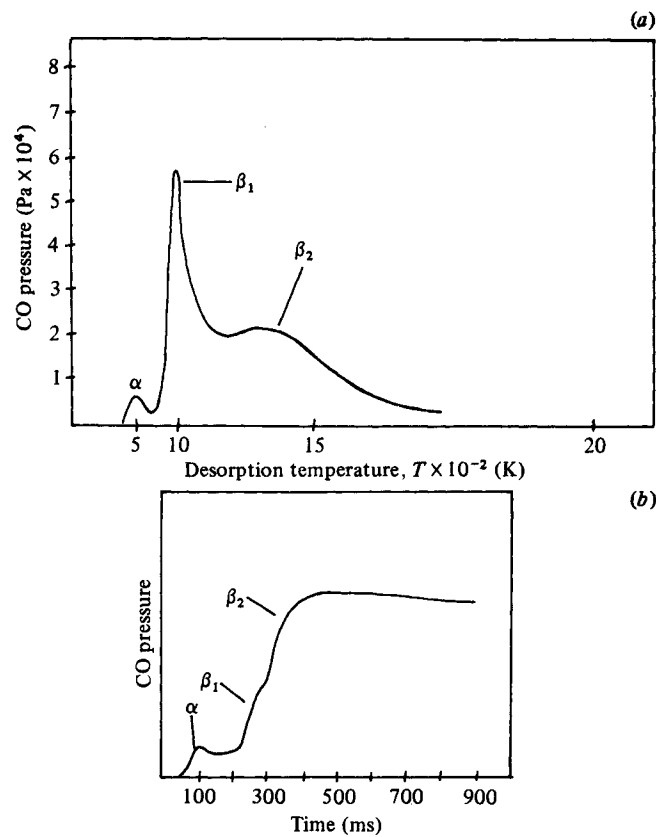 (a)
8
7
6
5
4
3
2
1
CO pressure (Pa × 10⁴)
α
β₁
β₂
5 10 15 20
Desorption temperature, T × 10⁻² (K)
(b)
CO pressure
α
β₁
β₂
100 300 500 700 900
Time (ms)